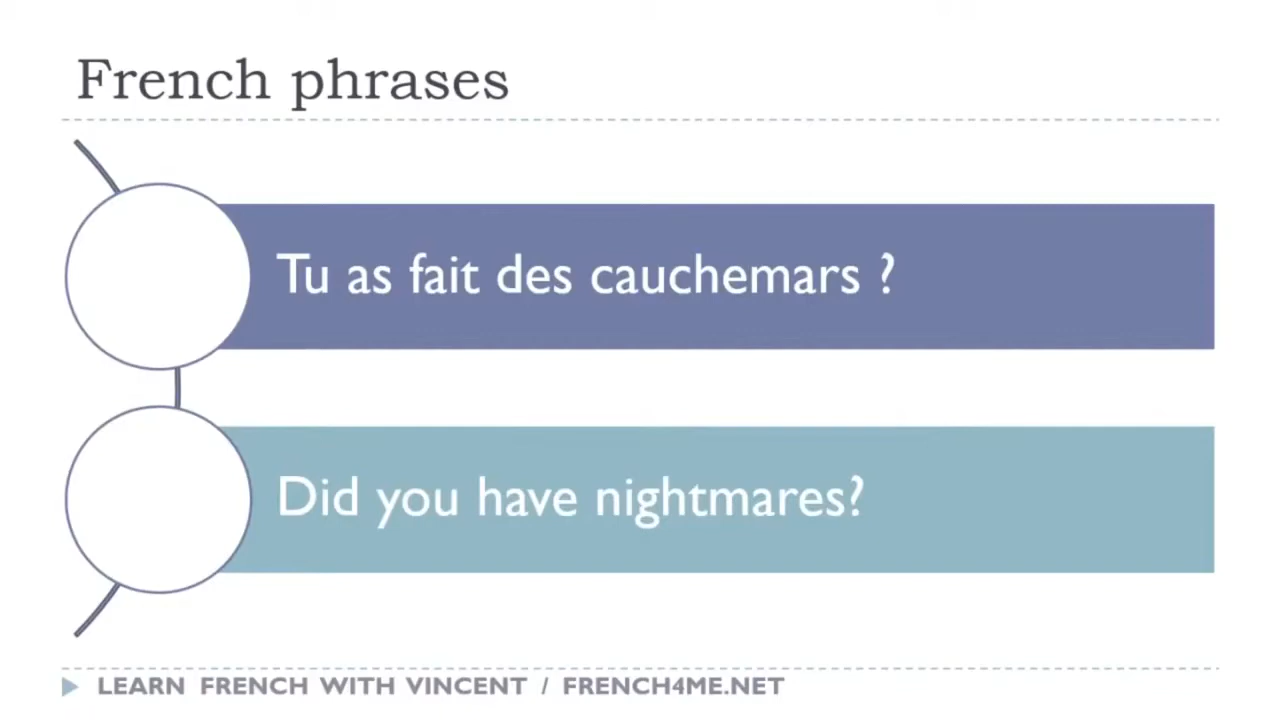 French phrases
Tu as fait des cauchemars ?
Did you have nightmares?
LEARN FRENCH WITH VINCENT / FRENCH4ME.NET